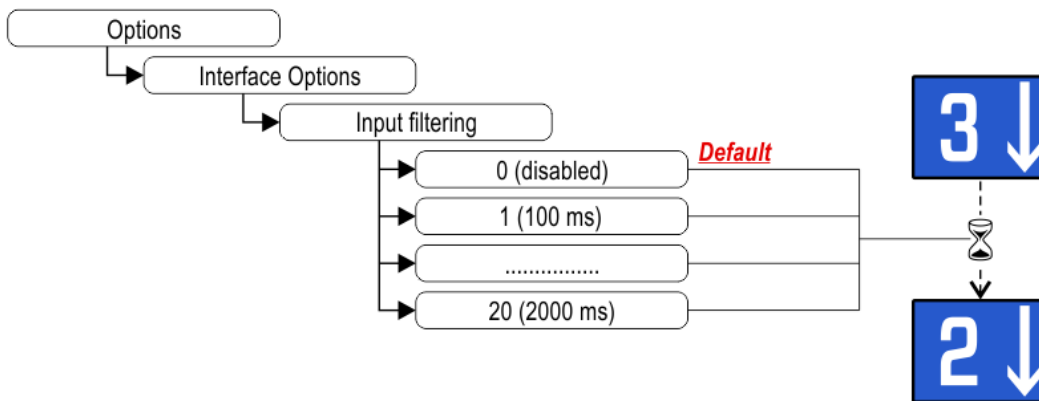 Options
Interface Options
Input filtering
0 (disabled)
Default
1 (100 ms)
................
20 (2000 ms)
3
2